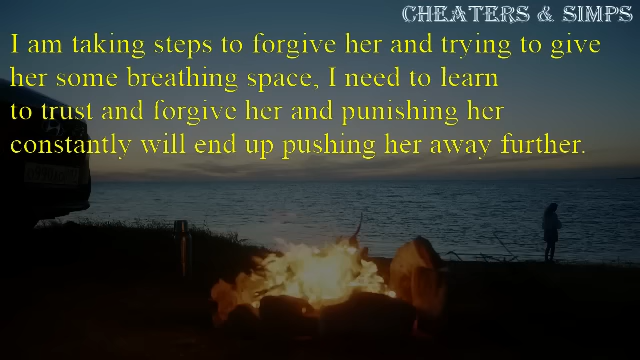 CHEATERS & SIMPS
I am taking steps to forgive her and trying to give
her some breathing space, I need to learn
to trust and forgive her and punishing her
constantly will end up pushing her away further.